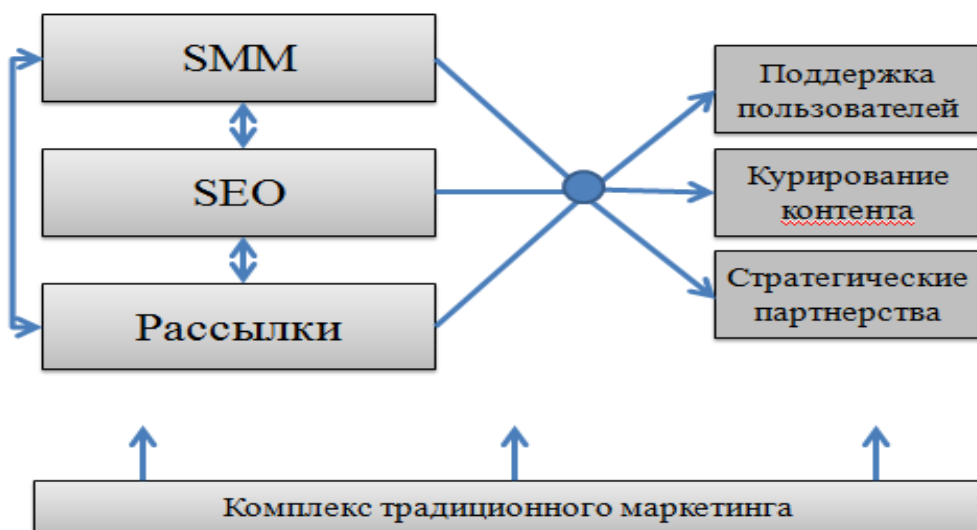 SMM
SEO
Рассылки
Поддержка
пользователей
Курирование
контента
Стратегические
партнерства
Комплекс традиционного маркетинга